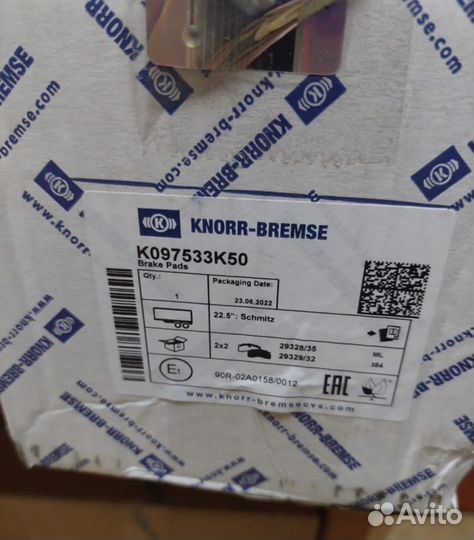 KNORR-BREMSE
www.knorr-bremse.com
KNORR-BREMSE
K097533K50
Brake Pads
Qty.:
Packaging Date:
1
23.06.2022
22.5": Schmitz
2x2
29328/35
29329/32
ML
384
E1
90R-02A0158/0012
EAC
www.knorr-bremsecvs.com
KNORR-BREMSE
Avito